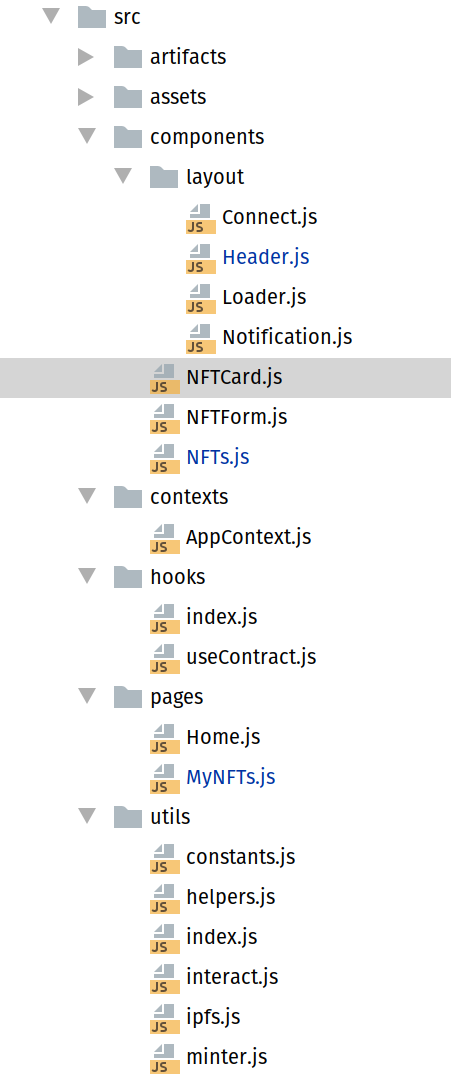 src
artifacts
assets
components
layout
JS Connect.js
JS Header.js
JS Loader.js
JS Notification.js
JS NFTCard.js
JS NFTForm.js
JS NFTs.js
contexts
JS AppContext.js
hooks
JS index.js
JS useContract.js
pages
JS Home.js
JS MyNFTs.js
utils
JS constants.js
JS helpers.js
JS index.js
JS interact.js
JS ipfs.js
JS minter.js